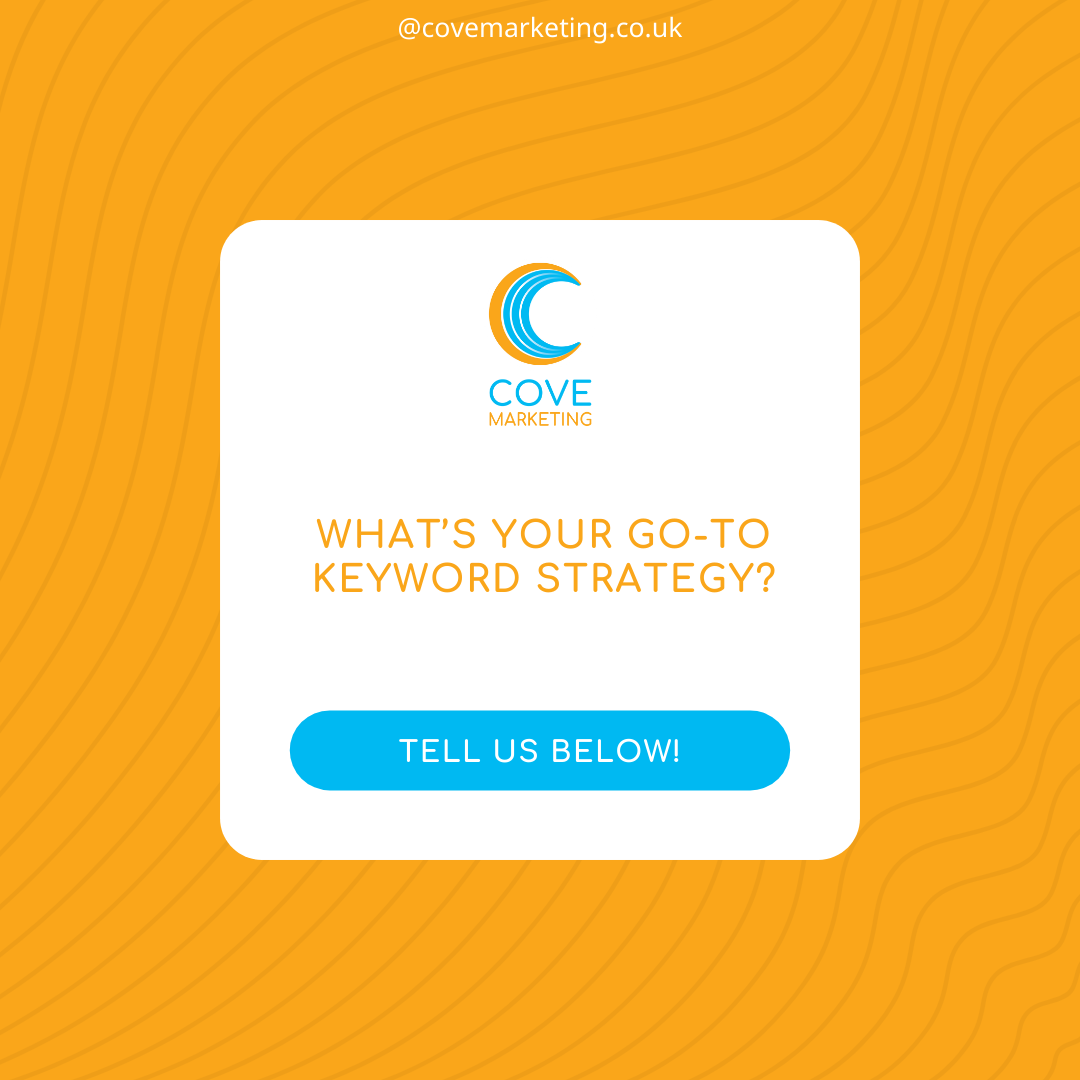 @covemarketing.co.uk
COVE
MARKETING
WHAT’S YOUR GO-TO
KEYWORD STRATEGY?
TELL US BELOW!